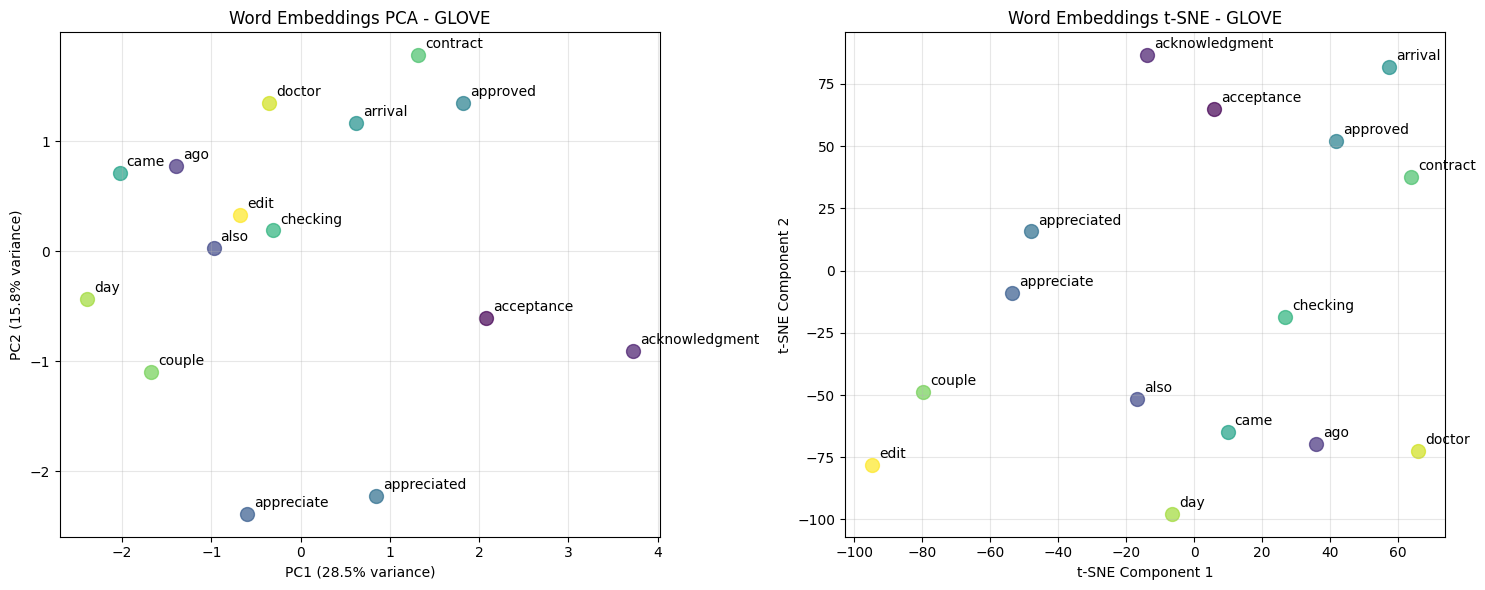 Word Embeddings PCA - GLOVE
contract
doctor
approved
arrival
came
ago
edit
checking
also
day
acceptance
acknowledgment
couple
appreciated
appreciate
1
0
−1
−2
−2
−1
0
1
2
3
4
PC2 (15.8% variance)
PC1 (28.5% variance)
Word Embeddings t-SNE - GLOVE
acknowledgment
arrival
acceptance
approved
contract
appreciated
appreciate
checking
couple
also
came
ago
doctor
edit
day
75
50
25
0
−25
−50
−75
−100
−100
−80
−60
−40
−20
0
20
40
60
t-SNE Component 2
t-SNE Component 1